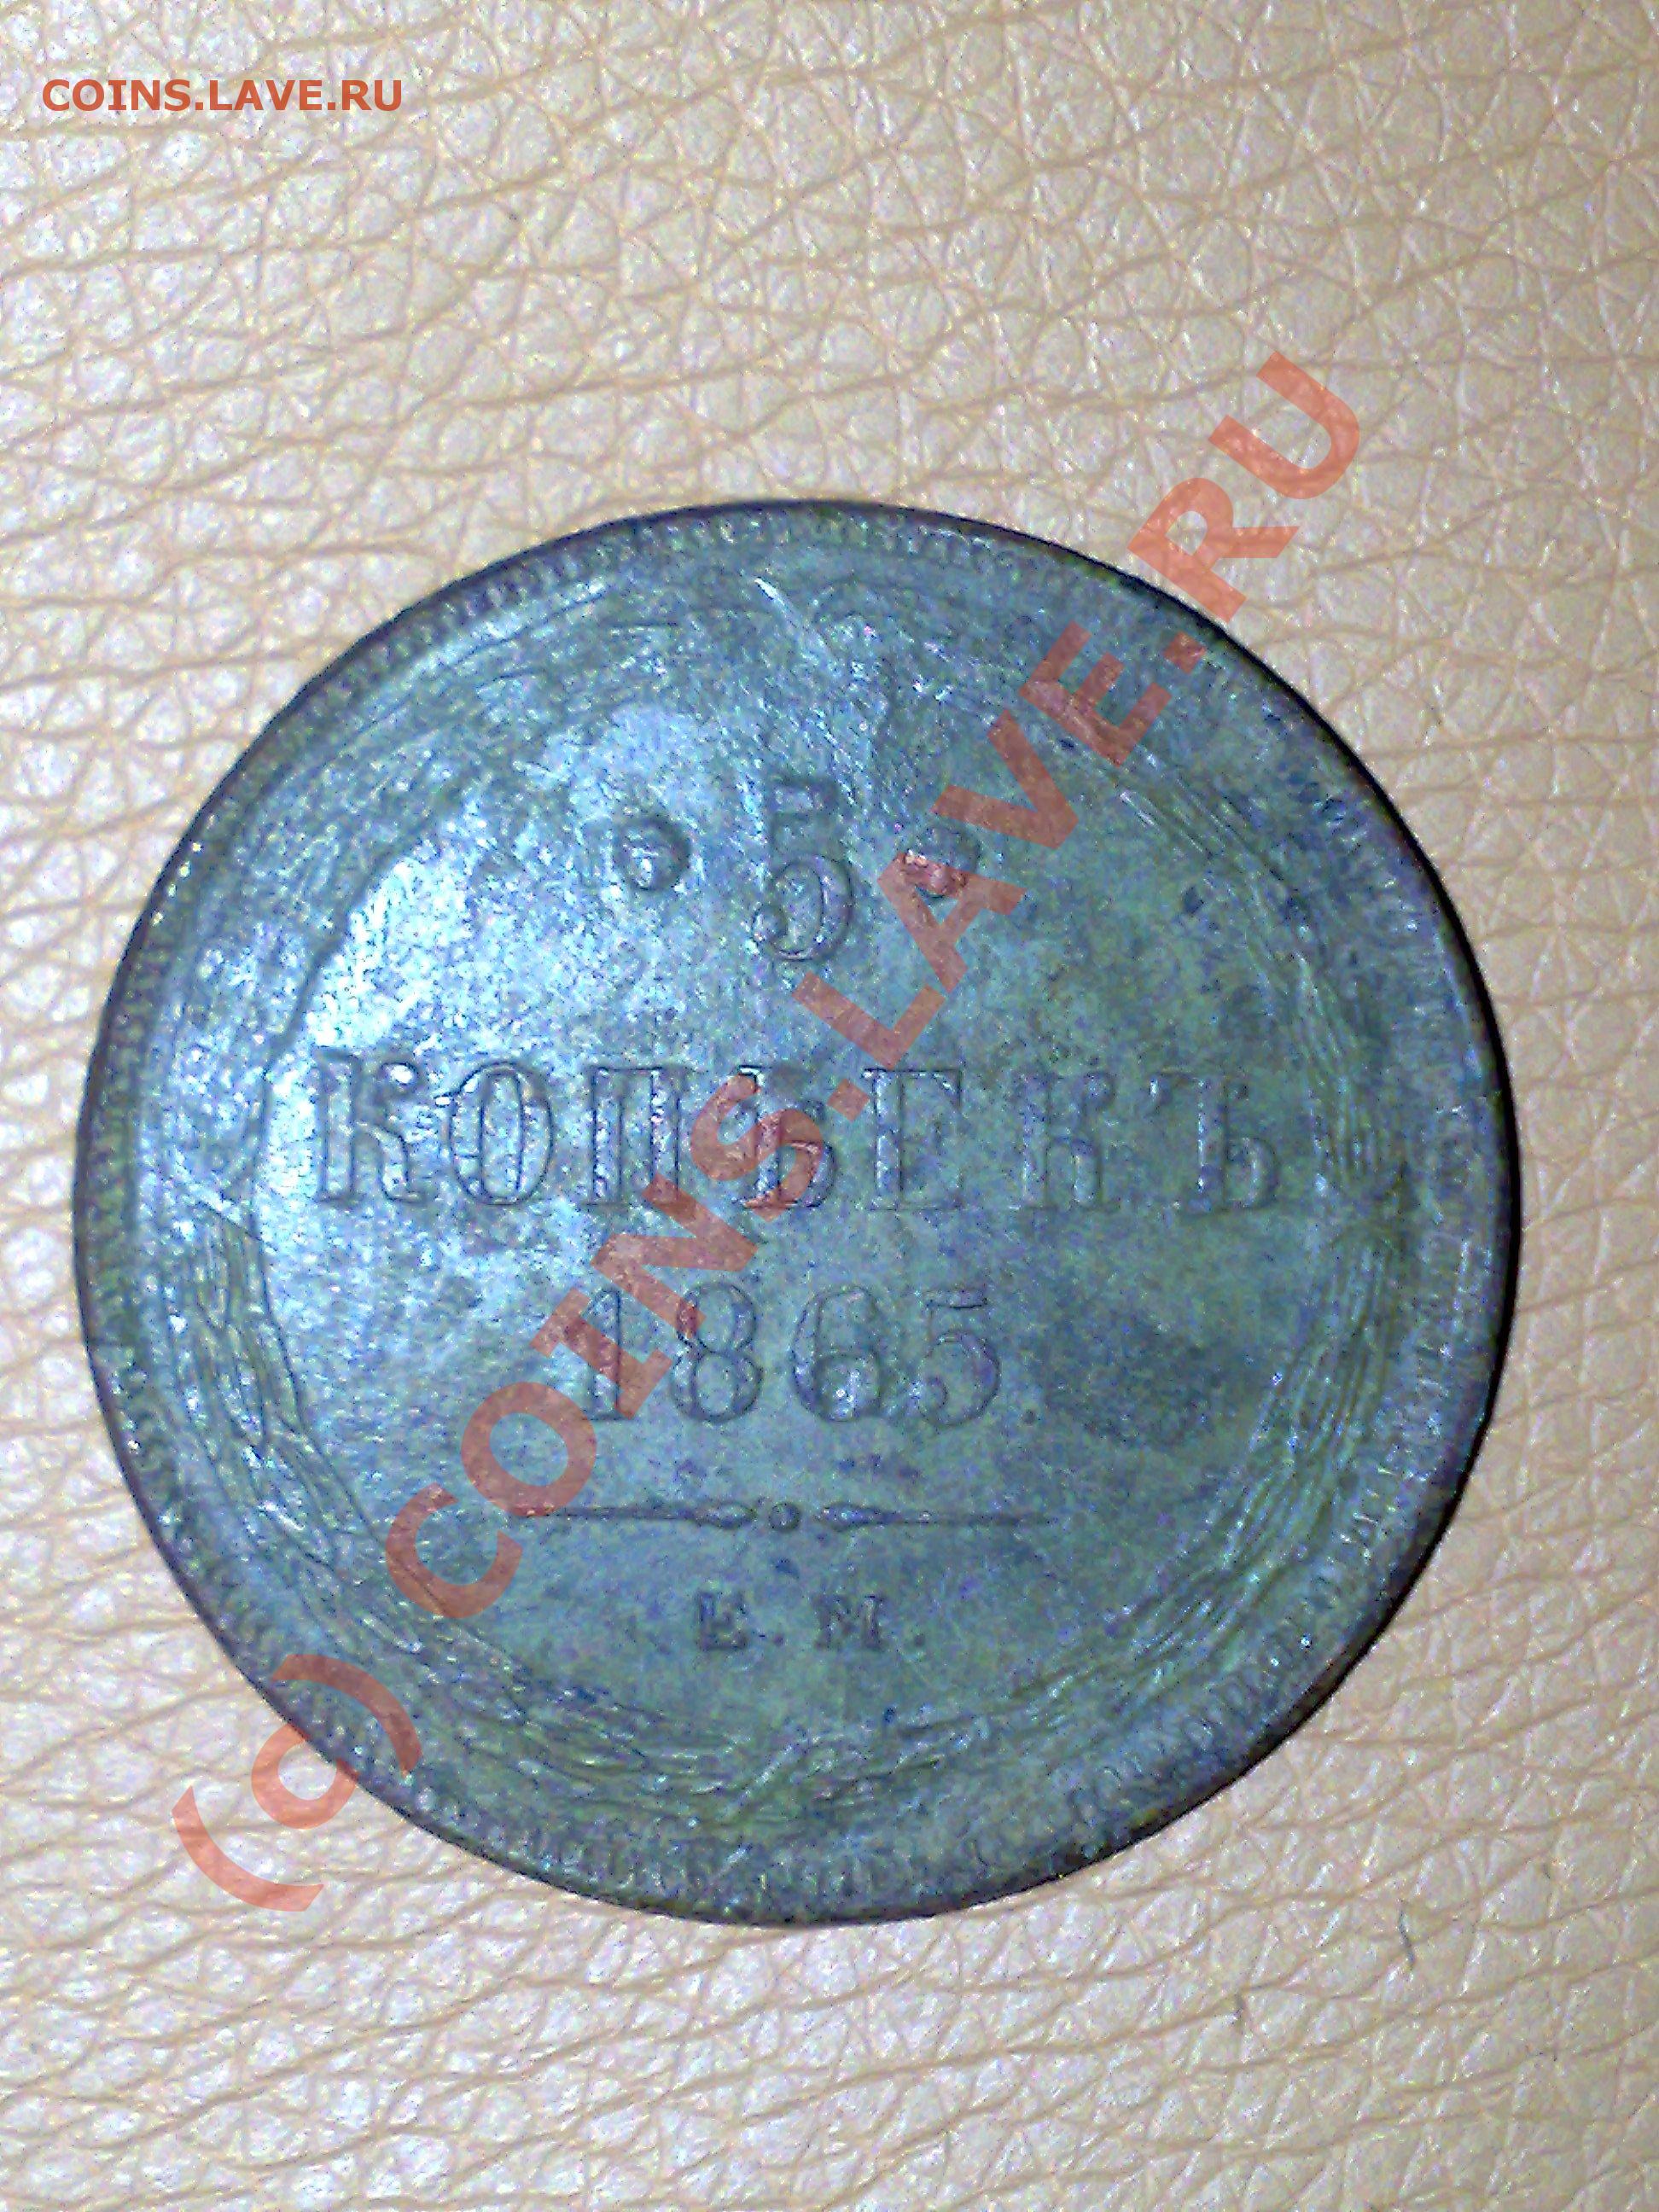 COINS.LAVE.RU
5
КОПѢЕКЪ
1865
Е. М.
(c) COINS.LAVE.RU